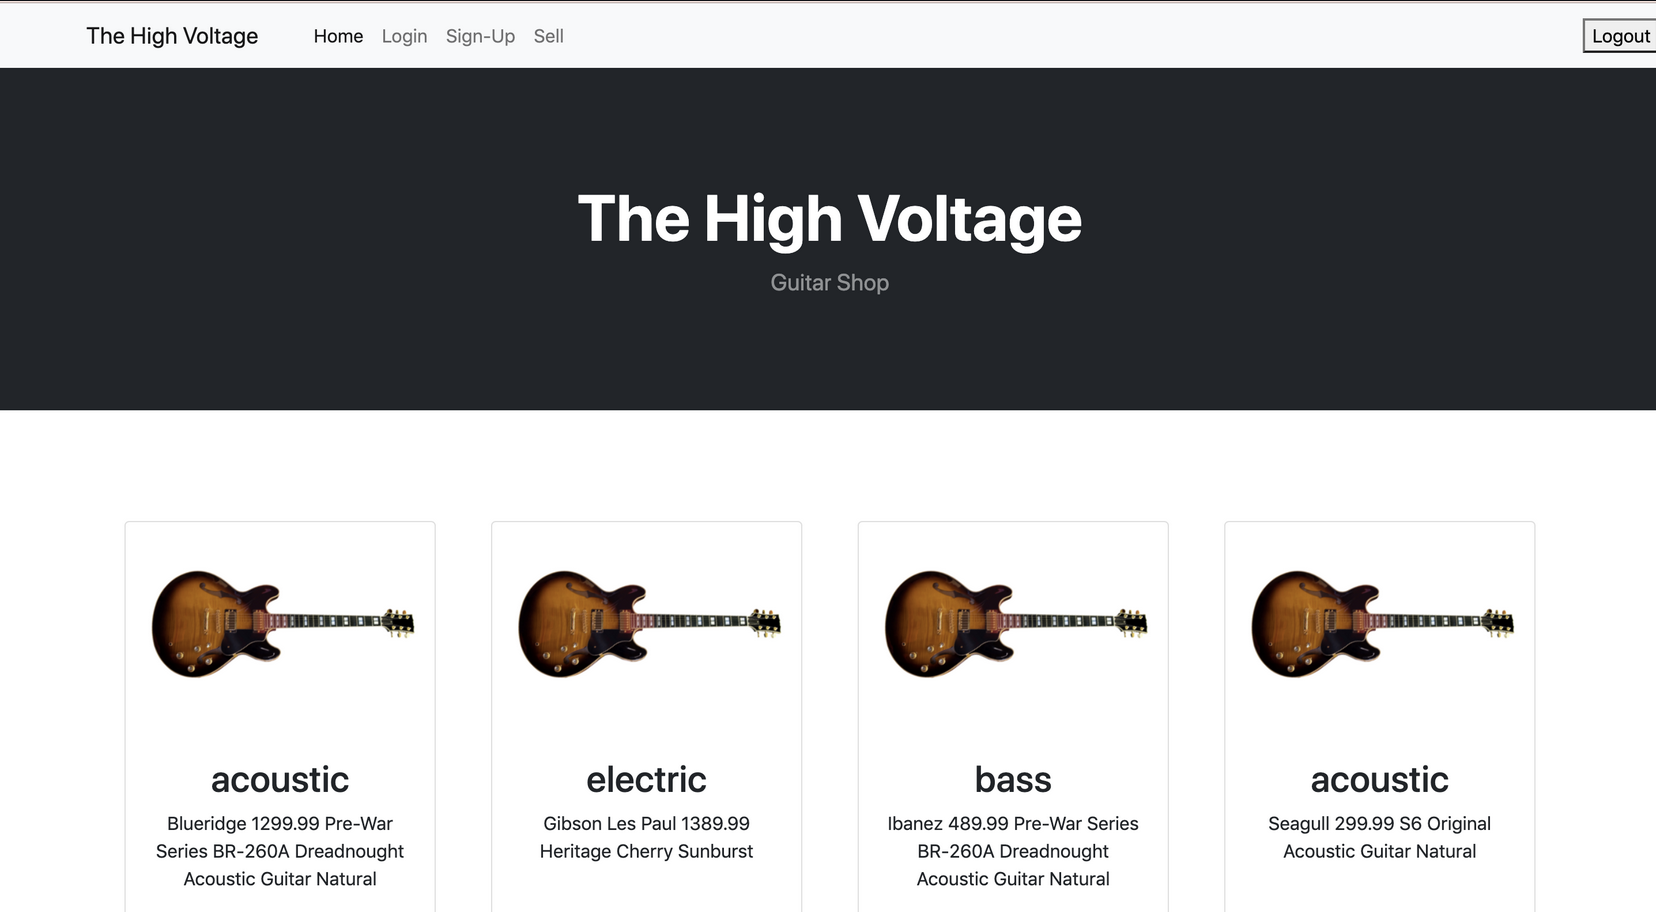 The High Voltage Home Login Sign-Up Sell Logout
The High Voltage
Guitar Shop
acoustic
Blueridge 1299.99 Pre-War
Series BR-260A Dreadnought
Acoustic Guitar Natural
electric
Gibson Les Paul 1389.99
Heritage Cherry Sunburst
bass
Ibanez 489.99 Pre-War Series
BR-260A Dreadnought
Acoustic Guitar Natural
acoustic
Seagull 299.99 S6 Original
Acoustic Guitar Natural